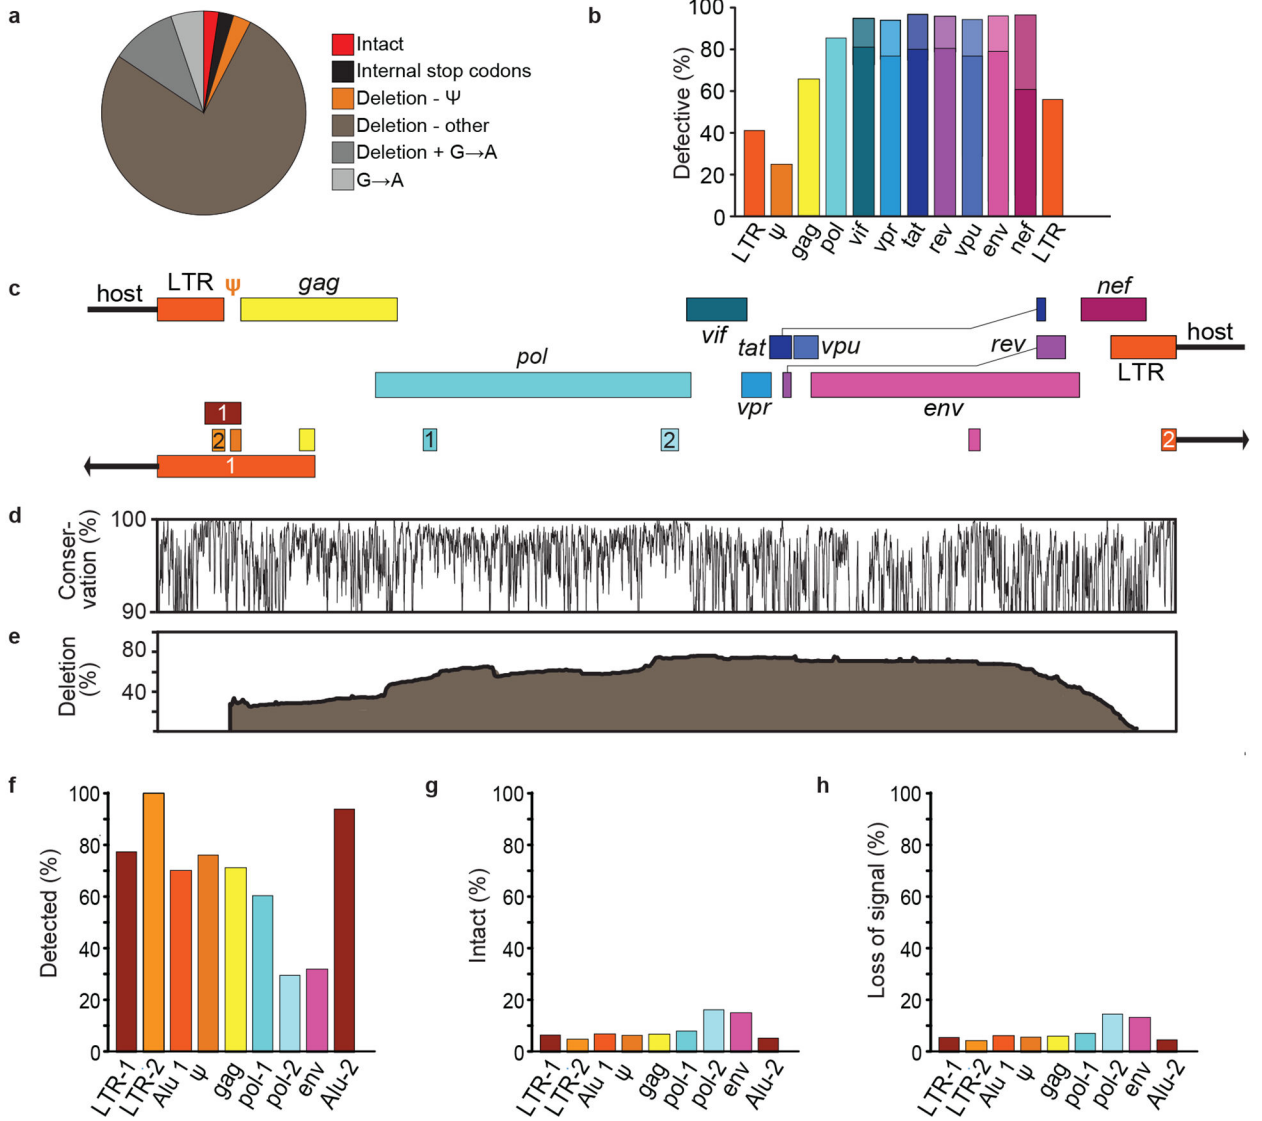 a
Intact
Internal stop codons
Deletion - Ψ
Deletion - other
Deletion + G→A
G→A
b
Defective (%)
100
80
60
40
20
0
LTR
Ψ
gag
pol
vif
vpr
tat
rev
vpu
env
nef
LTR
c
host
LTR
Ψ
gag
nef
vif
tat
vpu
rev
host
pol
LTR
vpr
env
1
2
1
2
2
1
d
Conser-
vation (%)
100
90
e
Deletion
(%)
80
40
f
Detected (%)
100
80
60
40
20
0
LTR-1
LTR-2
Alu 1
Ψ
gag
pol-1
pol-2
env
Alu-2
g
Intact (%)
100
80
60
40
20
0
LTR-1
LTR-2
Alu 1
Ψ
gag
pol-1
pol-2
env
Alu-2
h
Loss of signal (%)
100
80
60
40
20
0
LTR-1
LTR-2
Alu 1
Ψ
gag
pol-1
pol-2
env
Alu-2